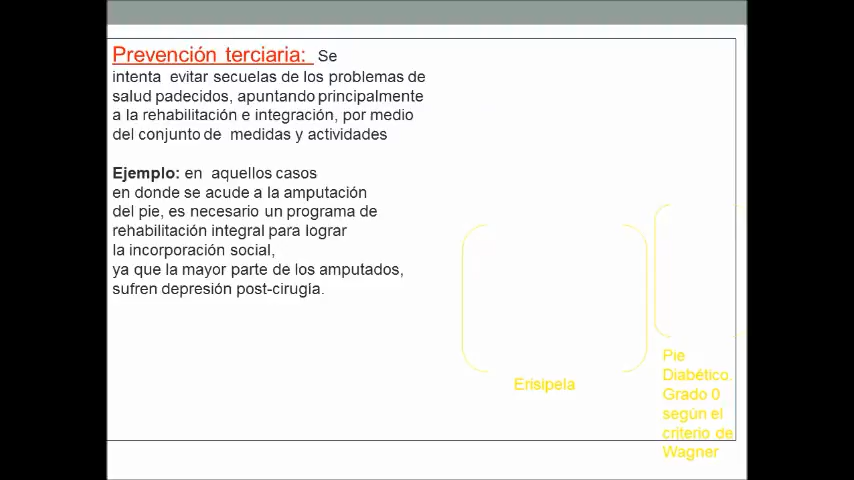 Prevención terciaria: Se
intenta evitar secuelas de los problemas de
salud padecidos, apuntando principalmente
a la rehabilitación e integración, por medio
del conjunto de medidas y actividades
Ejemplo: en aquellos casos
en donde se acude a la amputación
del pie, es necesario un programa de
rehabilitación integral para lograr
la incorporación social,
ya que la mayor parte de los amputados,
sufren depresión post-cirugía.
Erisipela
Pie
Diabético.
Grado 0
según el
criterio de
Wagner